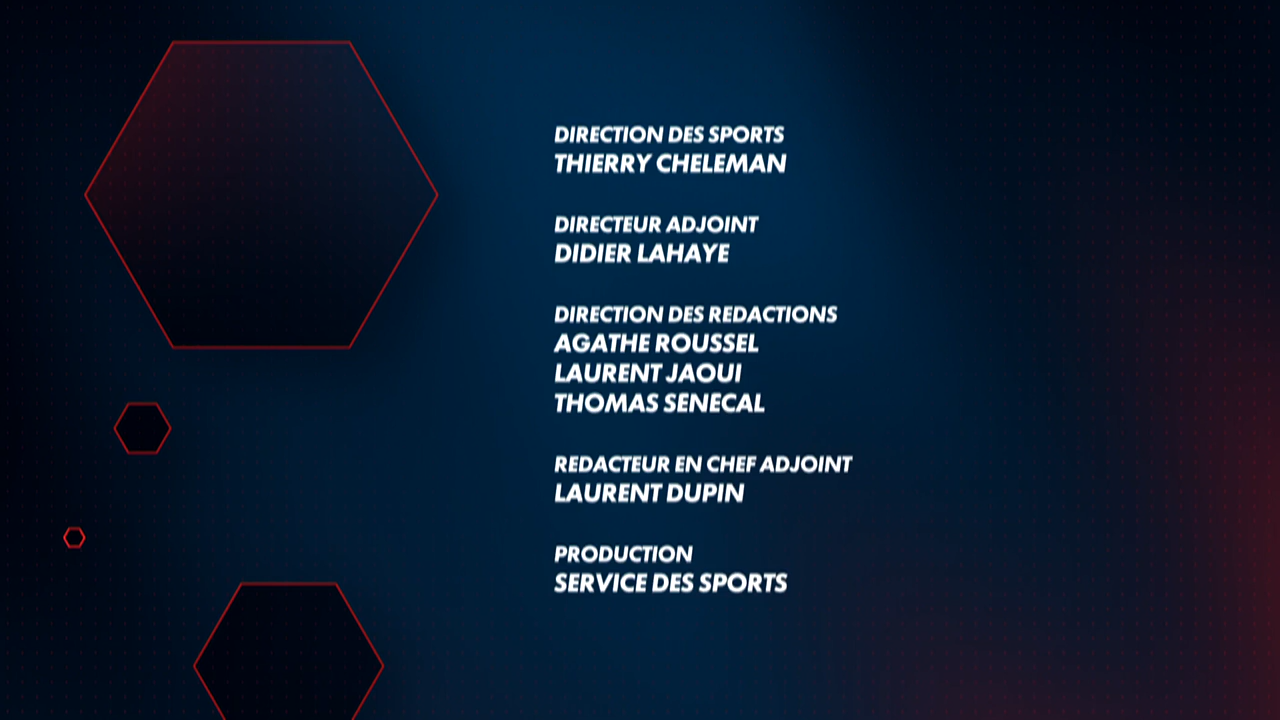 DIRECTION DES SPORTS
THIERRY CHELEMAN
DIRECTEUR ADJOINT
DIDIER LAHAYE
DIRECTION DES REDACTIONS
AGATHE ROUSSEL
LAURENT JAOUI
THOMAS SENECAL
REDACTEUR EN CHEF ADJOINT
LAURENT DUPIN
PRODUCTION
SERVICE DES SPORTS